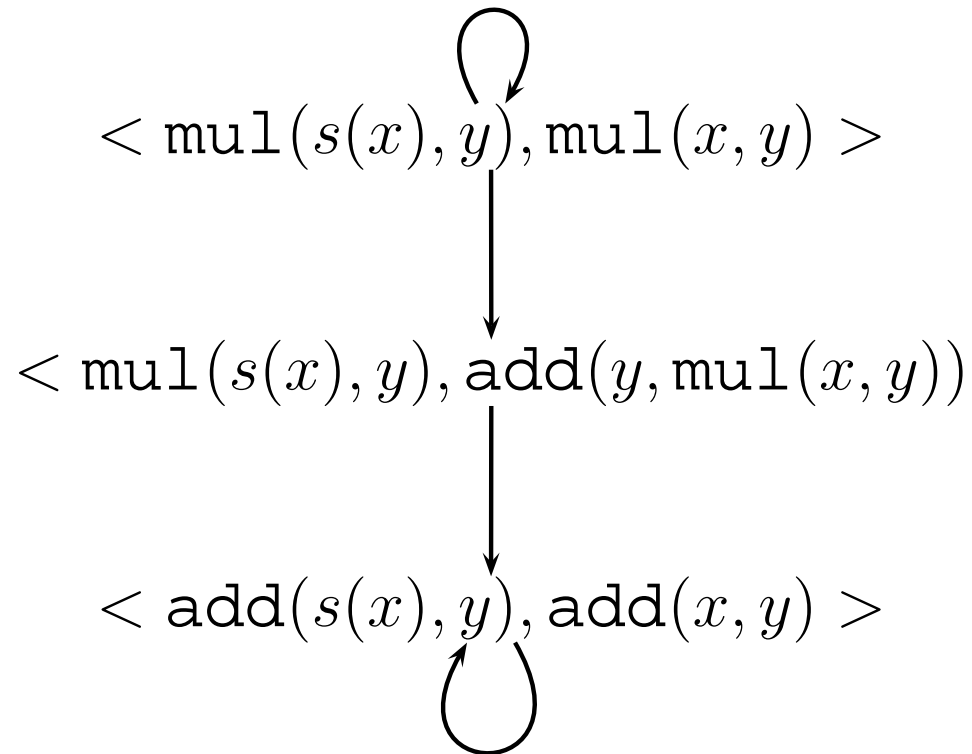 < mul(s(x), y), mul(x, y) >
< mul(s(x), y), add(y, mul(x, y))
< add(s(x), y), add(x, y) >